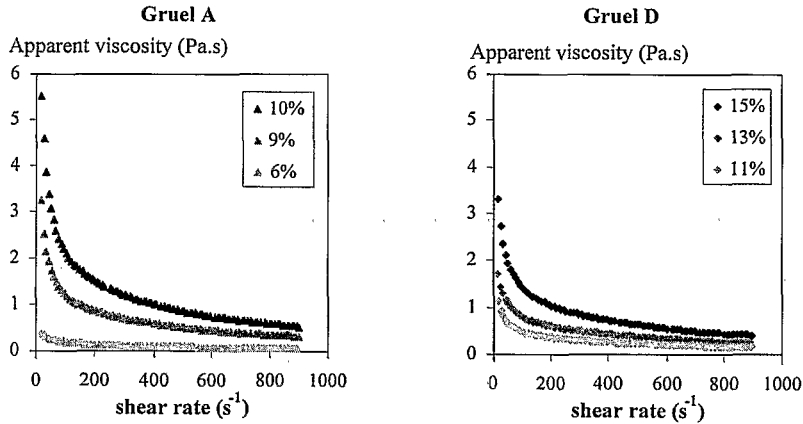 Gruel A
Apparent viscosity (Pa.s)
6
5
4
3
2
1
0
10%
9%
6%
0 200 400 600 800 1000
shear rate (s⁻¹)
Gruel D
Apparent viscosity (Pa.s)
6
5
4
3
2
1
0
15%
13%
11%
0 200 400 600 800 1000
shear rate (s⁻¹)